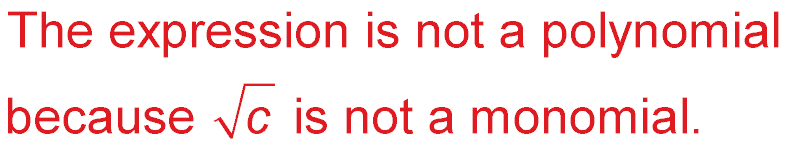 The expression is not a polynomial
because √c is not a monomial.